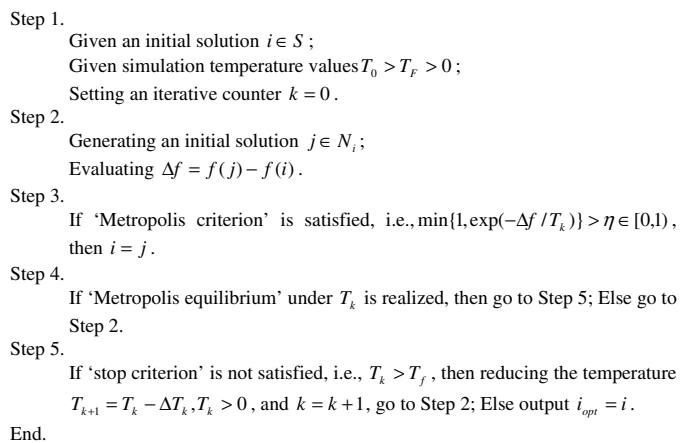 Step 1.
Given an initial solution i ∈ S ;
Given simulation temperature values T₀ > T_F > 0 ;
Setting an iterative counter k = 0 .
Step 2.
Generating an initial solution j ∈ N_i ;
Evaluating Δf = f(j) − f(i) .
Step 3.
If ‘Metropolis criterion’ is satisfied, i.e., min{1, exp(−Δf / T_k)} > η ∈ [0,1) ,
then i = j .
Step 4.
If ‘Metropolis equilibrium’ under T_k is realized, then go to Step 5; Else go to
Step 2.
Step 5.
If ‘stop criterion’ is not satisfied, i.e., T_k > T_f , then reducing the temperature
T_{k+1} = T_k − ΔT_k , T_k > 0 , and k = k + 1 , go to Step 2; Else output i_{opt} = i .
End.